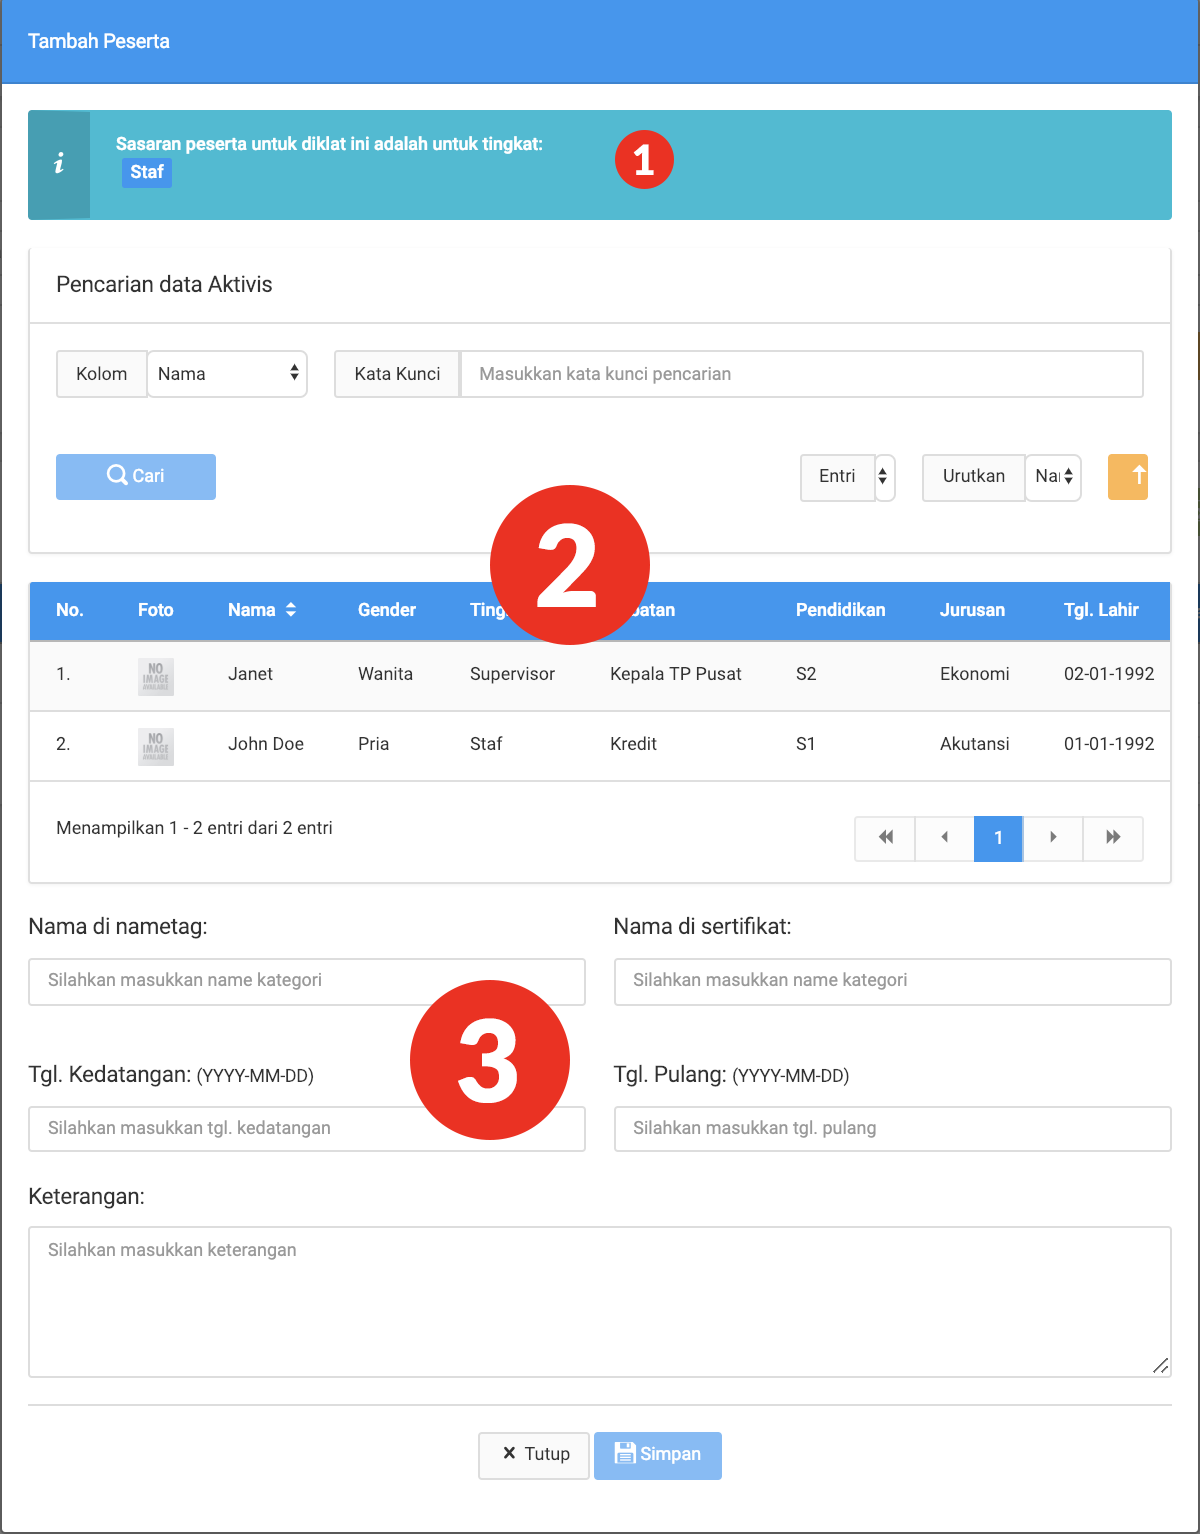 Tambah Peserta
i
Sasaran peserta untuk diklat ini adalah untuk tingkat:
Staf
1
Pencarian data Aktivis
Kolom Nama Kata Kunci Masukkan kata kunci pencarian
Cari Entri Urutkan
2
No. Foto Nama Gender Pendidikan Jurusan Tgl. Lahir
1. NO IMAGE AVAILABLE Janet Wanita Supervisor Kepala TP Pusat S2 Ekonomi 02-01-1992
2. NO IMAGE AVAILABLE John Doe Pria Staf Kredit S1 Akutansi 01-01-1992
Menampilkan 1 - 2 entri dari 2 entri 1
Nama di nametag: Nama di sertifikat:
Silahkan masukkan name kategori Silahkan masukkan name kategori
3
Tgl. Kedatangan: (YYYY-MM-DD) Tgl. Pulang: (YYYY-MM-DD)
Silahkan masukkan tgl. kedatangan Silahkan masukkan tgl. pulang
Keterangan:
Silahkan masukkan keterangan
Tutup Simpan